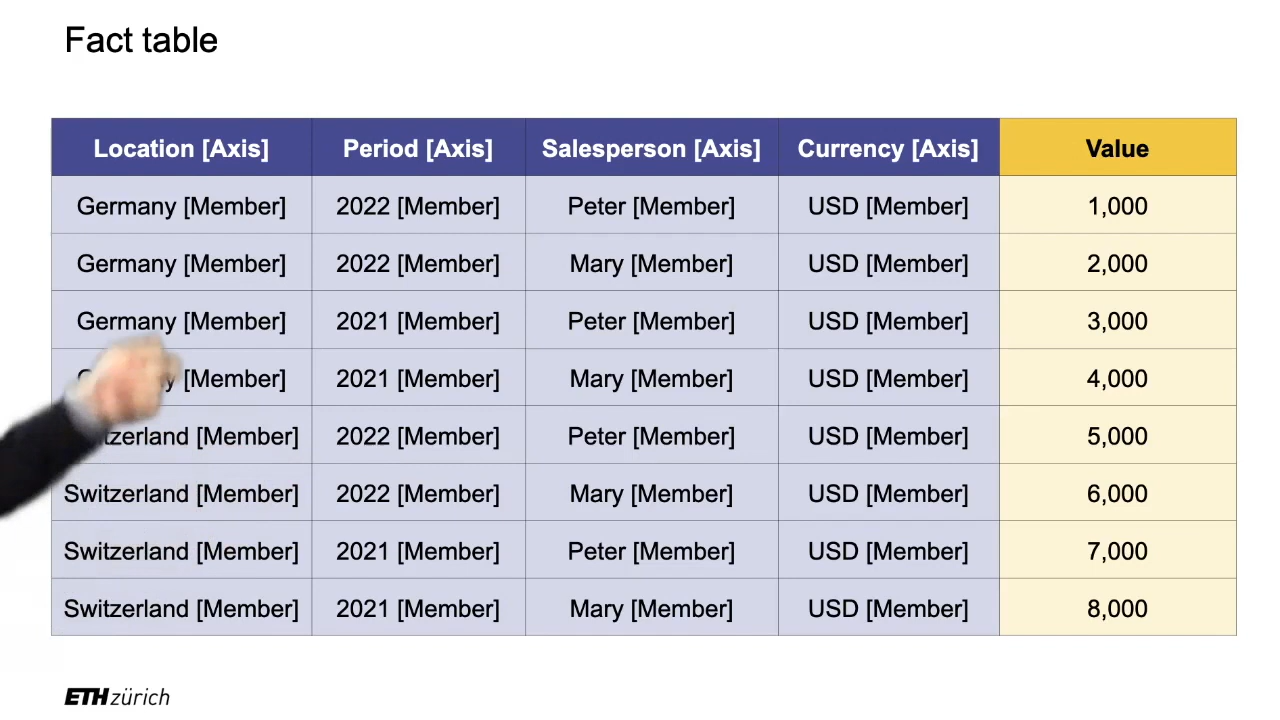 Fact table
Location [Axis] Period [Axis] Salesperson [Axis] Currency [Axis] Value
Germany [Member] 2022 [Member] Peter [Member] USD [Member] 1,000
Germany [Member] 2022 [Member] Mary [Member] USD [Member] 2,000
Germany [Member] 2021 [Member] Peter [Member] USD [Member] 3,000
[Member] 2021 [Member] Mary [Member] USD [Member] 4,000
[Member] 2022 [Member] Peter [Member] USD [Member] 5,000
Switzerland [Member] 2022 [Member] Mary [Member] USD [Member] 6,000
Switzerland [Member] 2021 [Member] Peter [Member] USD [Member] 7,000
Switzerland [Member] 2021 [Member] Mary [Member] USD [Member] 8,000
ETH zürich